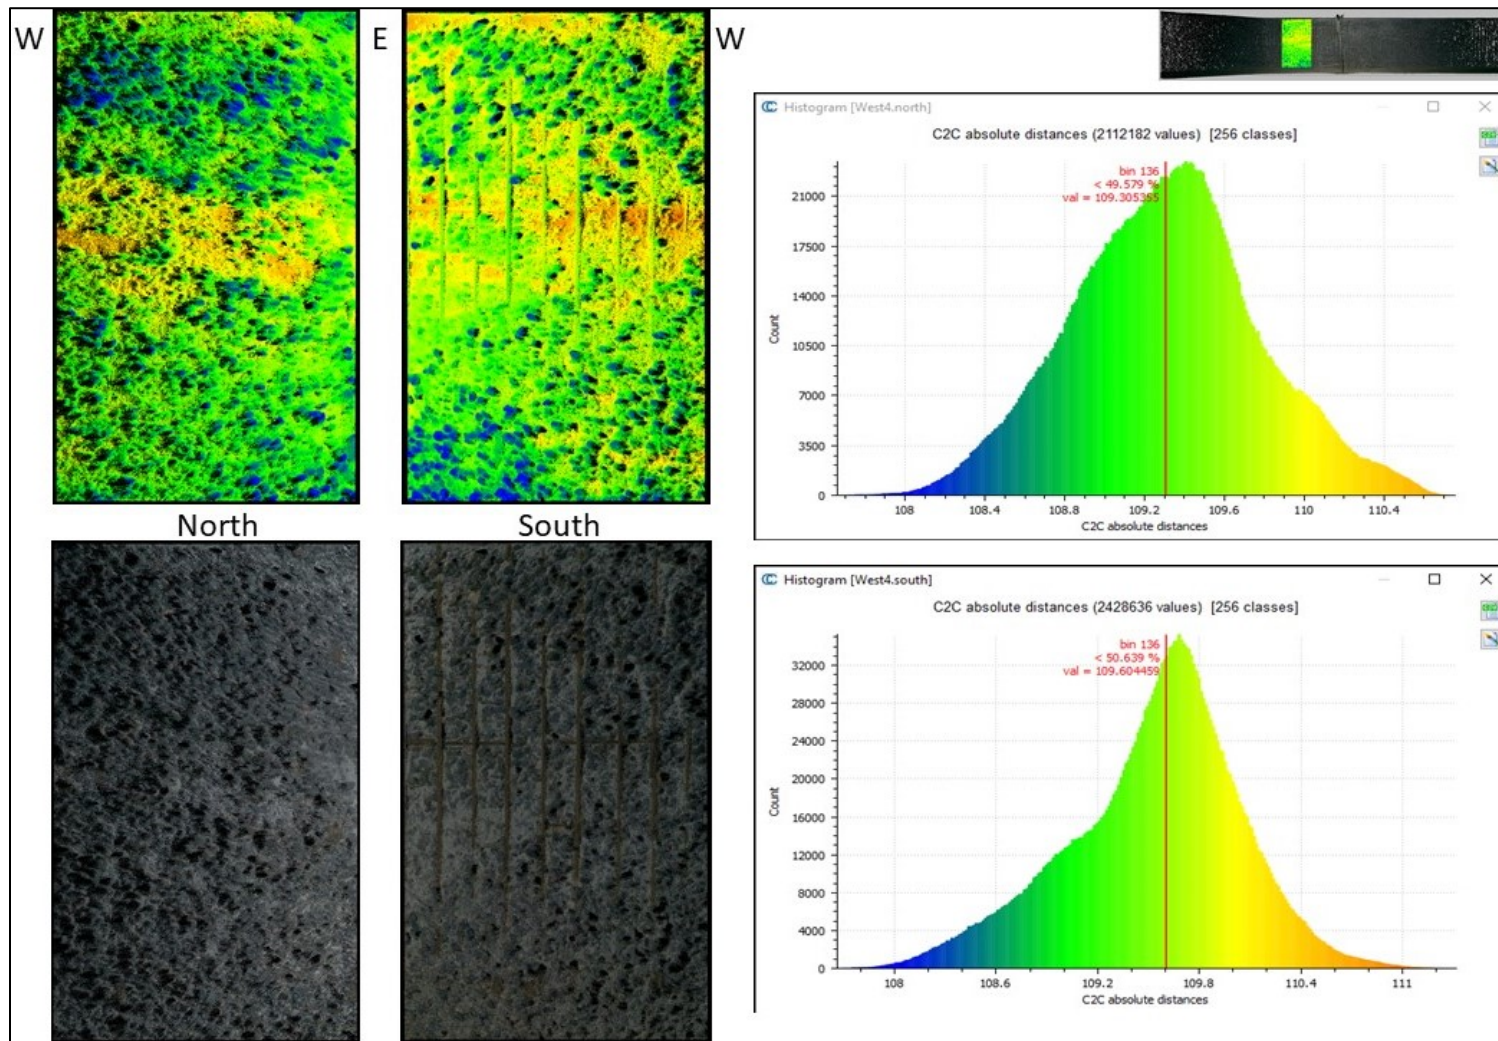 W
E
W
North
South
Histogram [West4.north]
C2C absolute distances (2112182 values) [256 classes]
bin 136
< 49.579 %
val = 109.305355
Count
21000
17500
14000
10500
7000
3500
0
108
108.4
108.8
109.2
109.6
110
110.4
C2C absolute distances
Histogram [West4.south]
C2C absolute distances (2428636 values) [256 classes]
bin 136
< 50.639 %
val = 109.604459
Count
32000
28000
24000
20000
16000
12000
8000
4000
0
108
108.6
109.2
109.8
110.4
111
C2C absolute distances